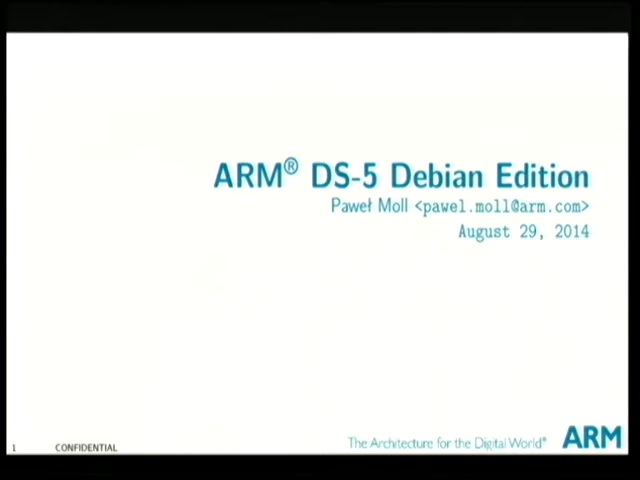 ARM® DS-5 Debian Edition
Paweł Moll <pawel.moll@arm.com>
August 29, 2014
1 CONFIDENTIAL
The Architecture for the Digital World® ARM